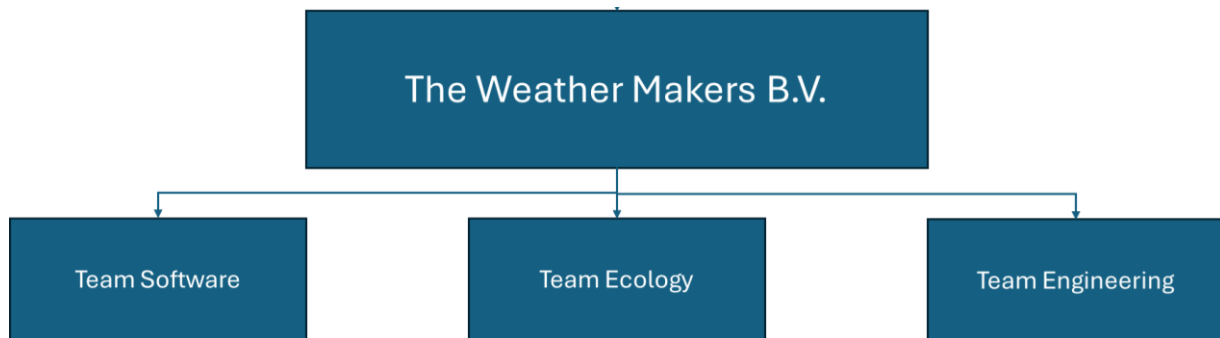 The Weather Makers B.V.
Team Software
Team Ecology
Team Engineering